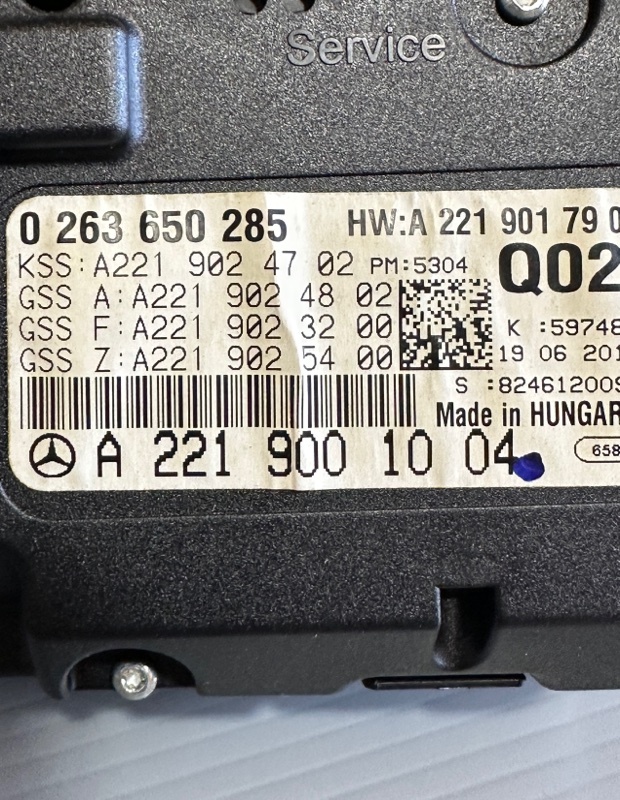 Service
0 263 650 285 HW:A 221 901 79 0
KSS:A221 902 47 02 PM:5304 Q02
GSS A:A221 902 48 02
GSS F:A221 902 32 00 K :59748
GSS Z:A221 902 54 00 19 06 201
S :82461200S
Made in HUNGAR
A 221 900 10 04 658